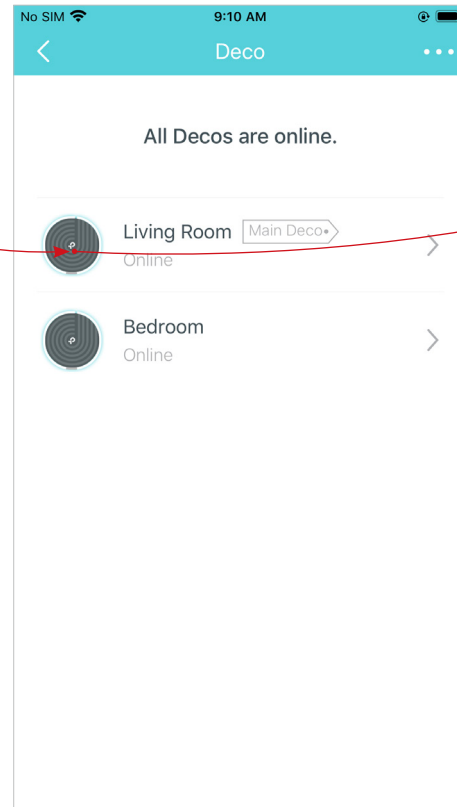 No SIM 9:10 AM
Deco
All Decos are online.
Living Room Main Deco
Online
Bedroom
Online